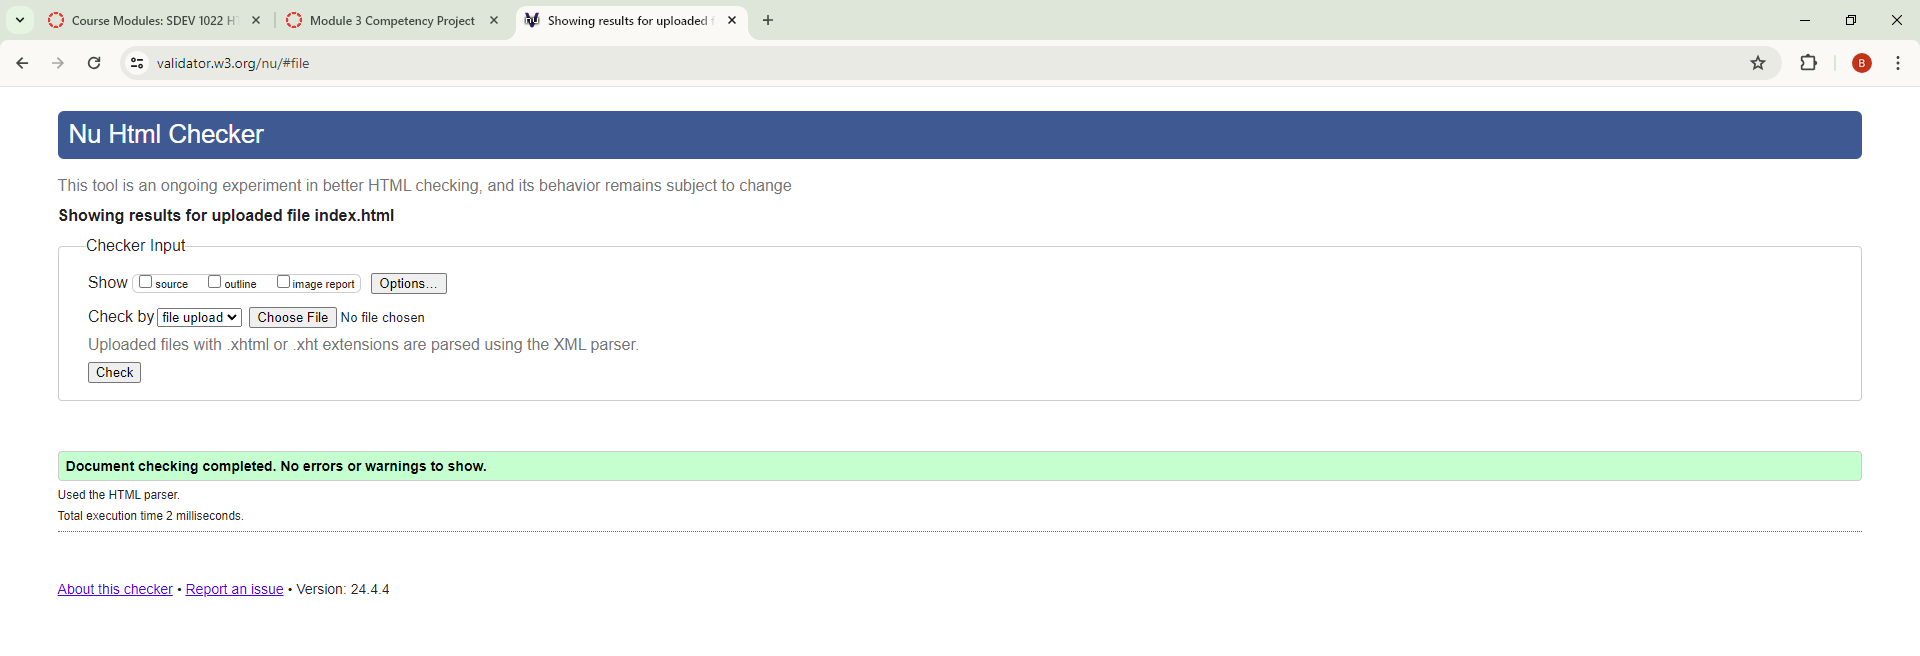 Course Modules: SDEV 1022 H
Module 3 Competency Project
Showing results for uploaded
validator.w3.org/nu/#file
B
Nu Html Checker
This tool is an ongoing experiment in better HTML checking, and its behavior remains subject to change
Showing results for uploaded file index.html
Checker Input
Show source outline image report Options...
Check by file upload Choose File No file chosen
Uploaded files with .xhtml or .xht extensions are parsed using the XML parser.
Check
Document checking completed. No errors or warnings to show.
Used the HTML parser.
Total execution time 2 milliseconds.
About this checker • Report an issue • Version: 24.4.4